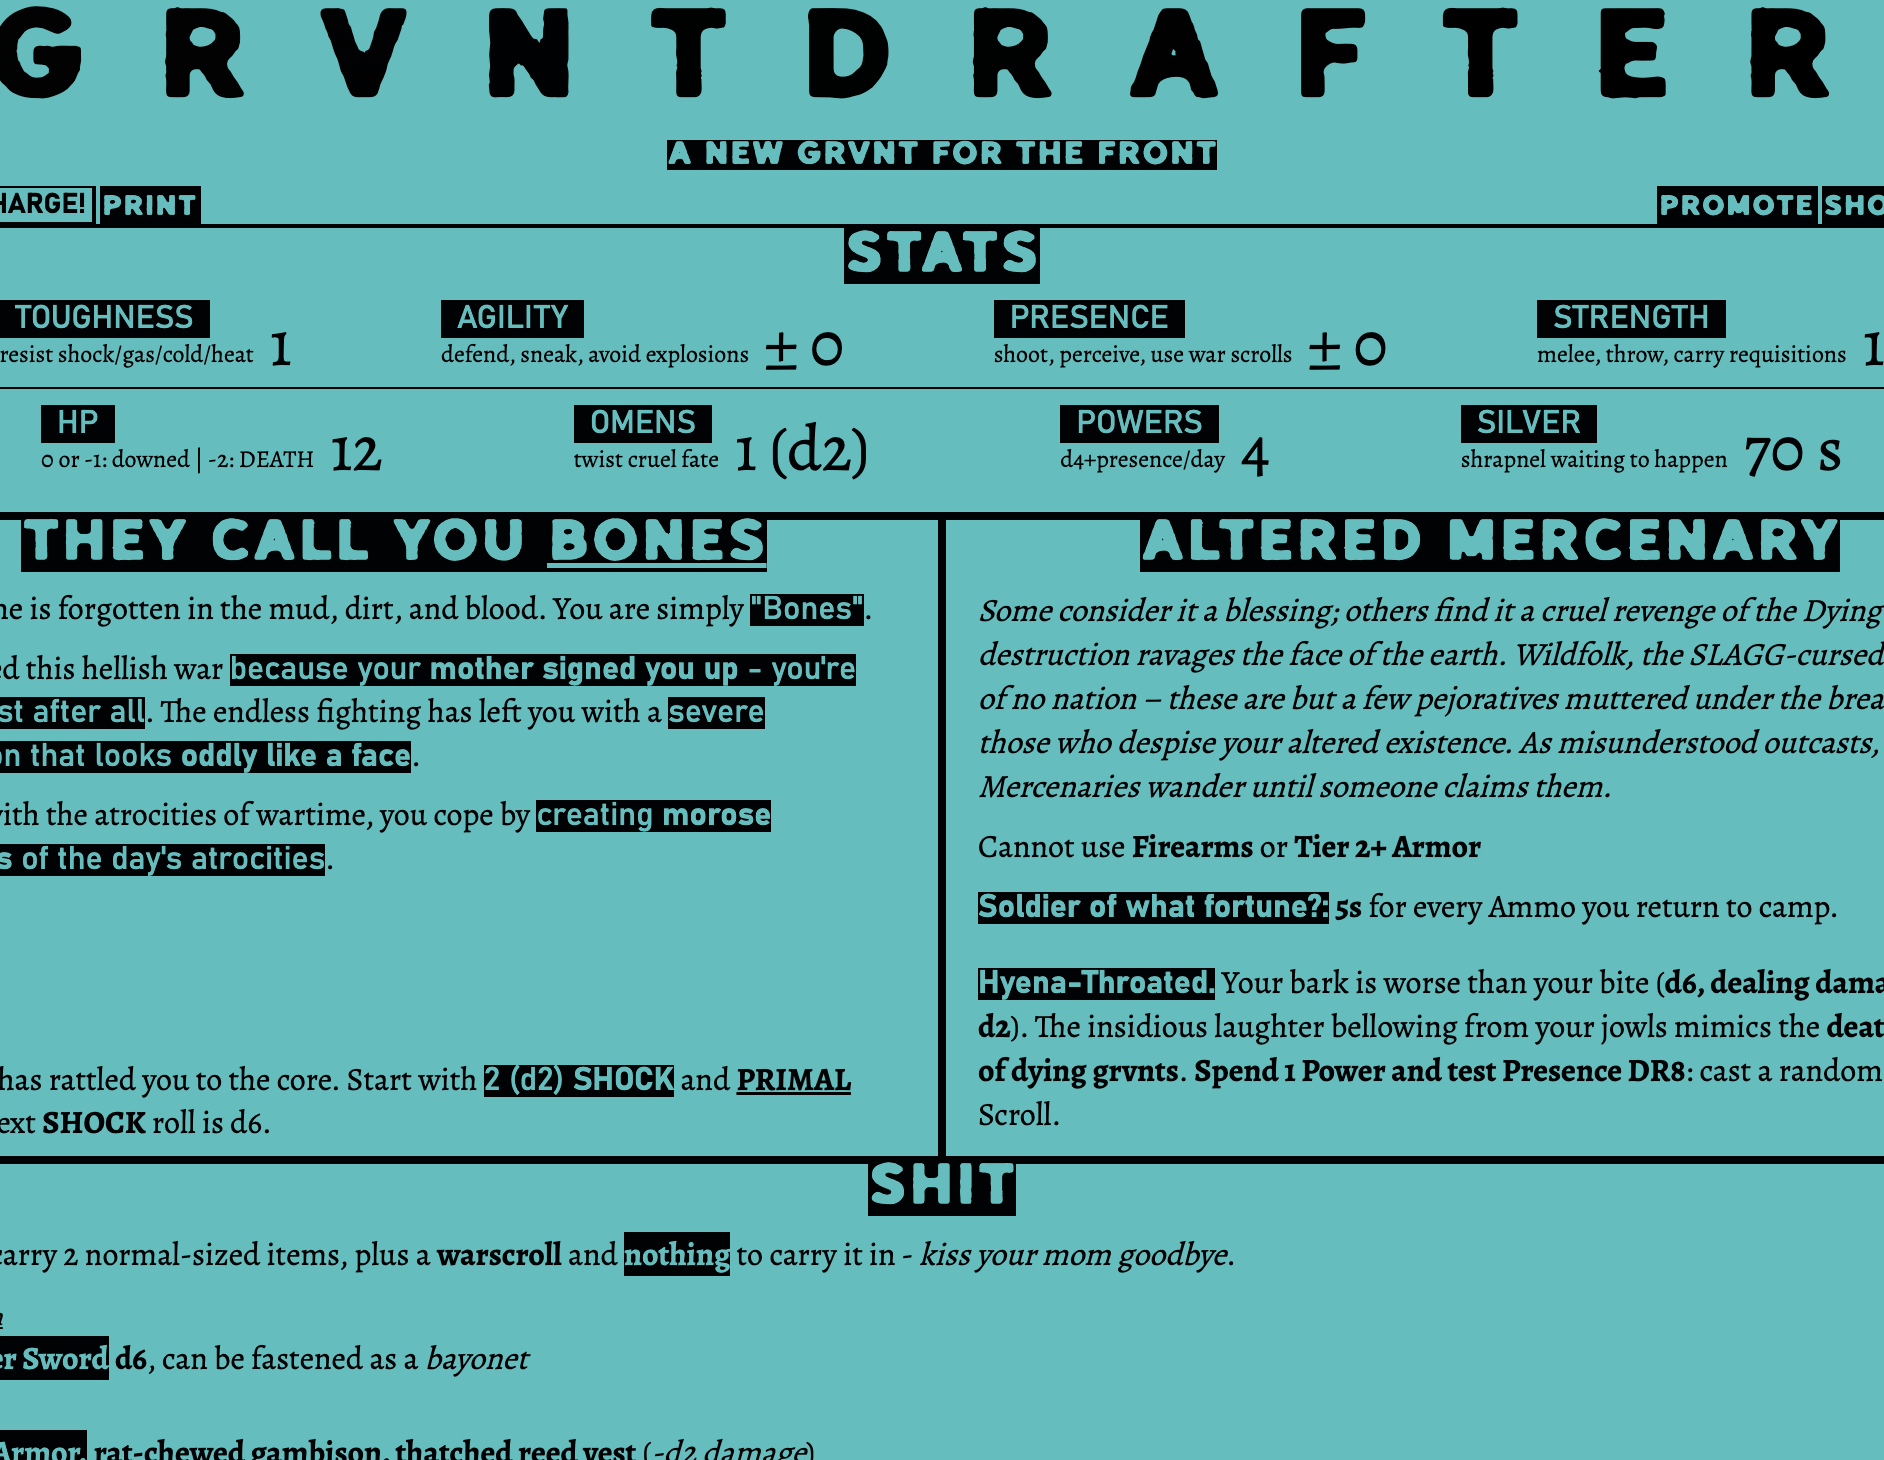 GRVNTDRAFTER
A NEW GRVNT FOR THE FRONT
HARGE! PRINT
PROMOTE SHO
STATS
TOUGHNESS
resist shock/gas/cold/heat 1
AGILITY
defend, sneak, avoid explosions ± 0
PRESENCE
shoot, perceive, use war scrolls ± 0
STRENGTH
melee, throw, carry requisitions 1
HP
0 or -1: downed | -2: DEATH 12
OMENS
twist cruel fate 1 (d2)
POWERS
d4+presence/day 4
SILVER
shrapnel waiting to happen 70 s
THEY CALL YOU BONES
ne is forgotten in the mud, dirt, and blood. You are simply "Bones".
ed this hellish war because your mother signed you up - you're
st after all. The endless fighting has left you with a severe
on that looks oddly like a face.
with the atrocities of wartime, you cope by creating morose
s of the day's atrocities.
has rattled you to the core. Start with 2 (d2) SHOCK and PRIMAL
ext SHOCK roll is d6.
ALTERED MERCENARY
Some consider it a blessing; others find it a cruel revenge of the Dying
destruction ravages the face of the earth. Wildfolk, the SLAGG-cursed
of no nation – these are but a few pejoratives muttered under the brea
those who despise your altered existence. As misunderstood outcasts,
Mercenaries wander until someone claims them.
Cannot use Firearms or Tier 2+ Armor
Soldier of what fortune?: 5s for every Ammo you return to camp.
Hyena-Throated. Your bark is worse than your bite (d6, dealing dama
d2). The insidious laughter bellowing from your jowls mimics the deat
of dying grvnts. Spend 1 Power and test Presence DR8: cast a random
Scroll.
SHIT
carry 2 normal-sized items, plus a warscroll and nothing to carry it in - kiss your mom goodbye.
er Sword d6, can be fastened as a bayonet
Armor. rat-chewed gambison, thatched reed vest (-d2 damage)